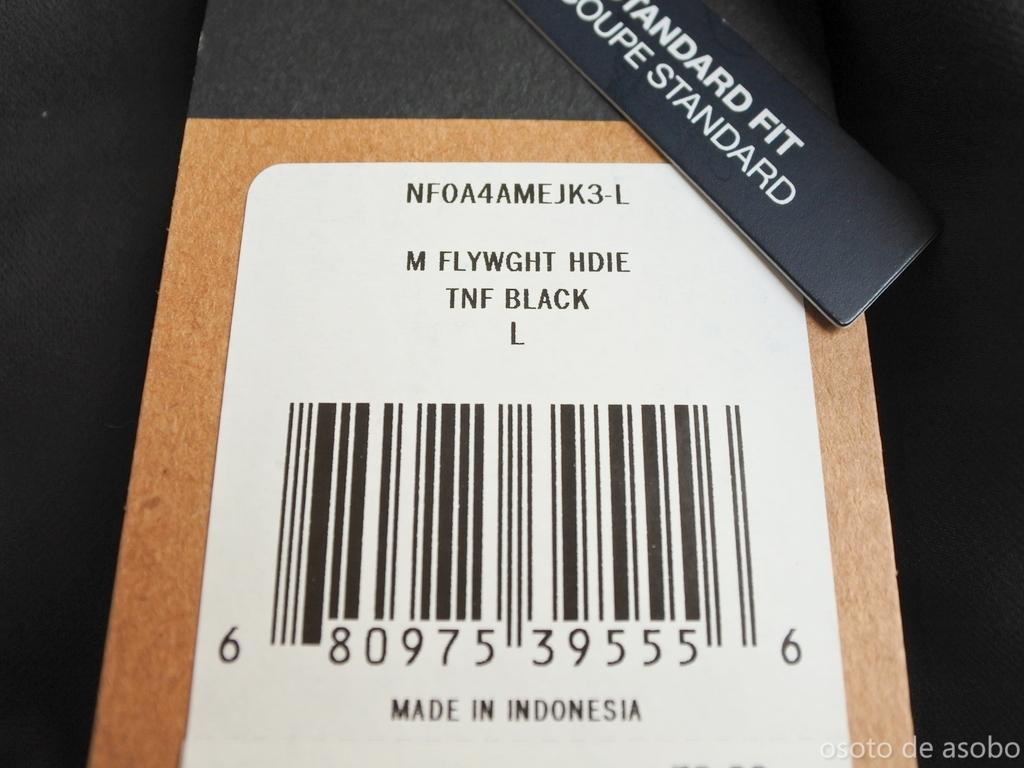 STANDARD FIT
COUPE STANDARD
NF0A4AMEJK3-L
M FLYWGHT HDIE
TNF BLACK
L
6 80975 39555 6
MADE IN INDONESIA
osoto de asobo